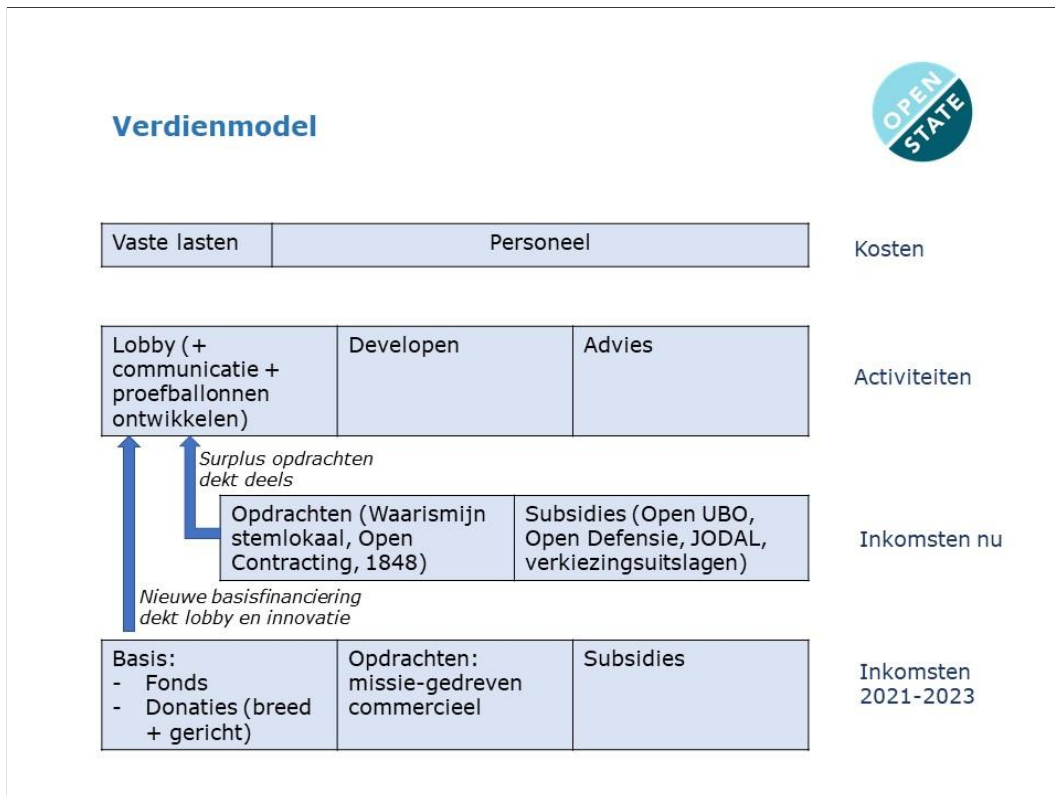 OPEN
STATE
Verdienmodel
Vaste lasten
Personeel
Kosten
Lobby (+
communicatie +
proefballonnen
ontwikkelen)
Developen
Advies
Activiteiten
Surplus opdrachten
dekt deels
Opdrachten (Waarismijn
stemlokaal, Open
Contracting, 1848)
Subsidies (Open UBO,
Open Defensie, JODAL,
verkiezingsuitslagen)
Inkomsten nu
Nieuwe basisfinanciering
dekt lobby en innovatie
Basis:
- Fonds
- Donaties (breed
+ gericht)
Opdrachten:
missie-gedreven
commercieel
Subsidies
Inkomsten
2021-2023